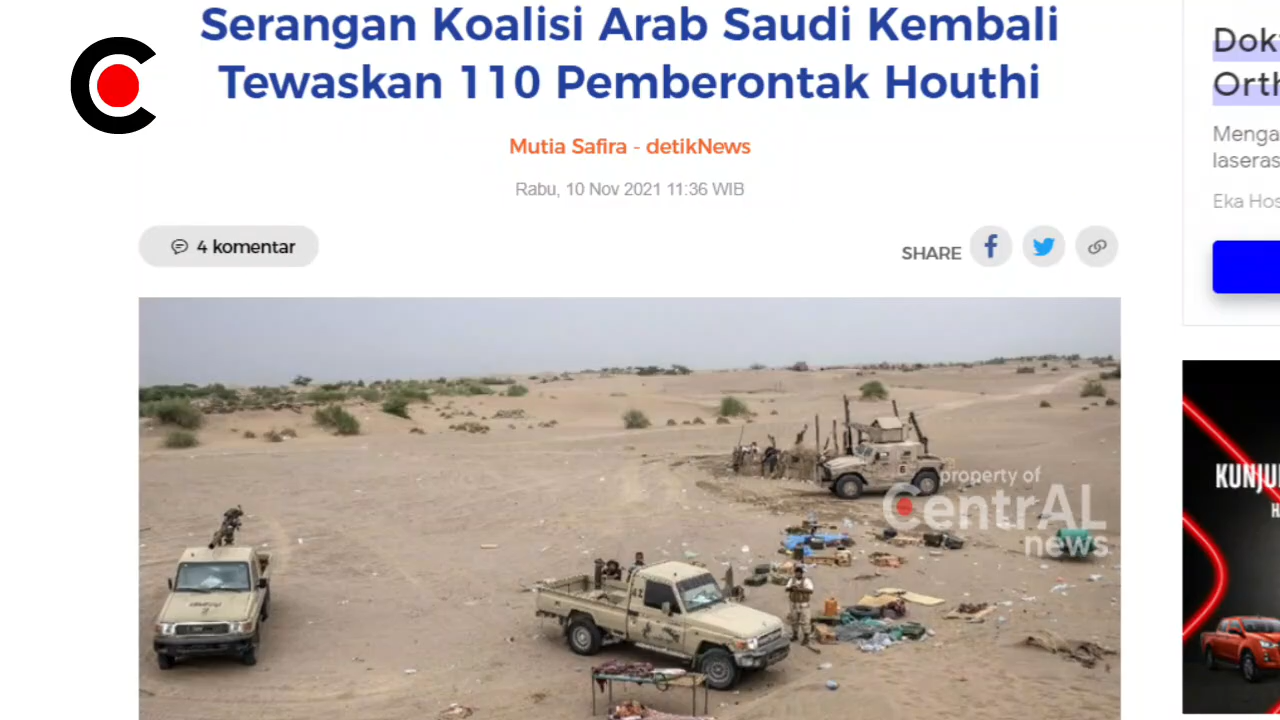 Serangan Koalisi Arab Saudi Kembali
Tewaskan 110 Pemberontak Houthi
Mutia Safira - detikNews
Rabu, 10 Nov 2021 11:36 WIB
4 komentar
SHARE
Dok
Orth
Menga
laseras
Eka Hos
property of
CentrAL
news
KUNJU
H